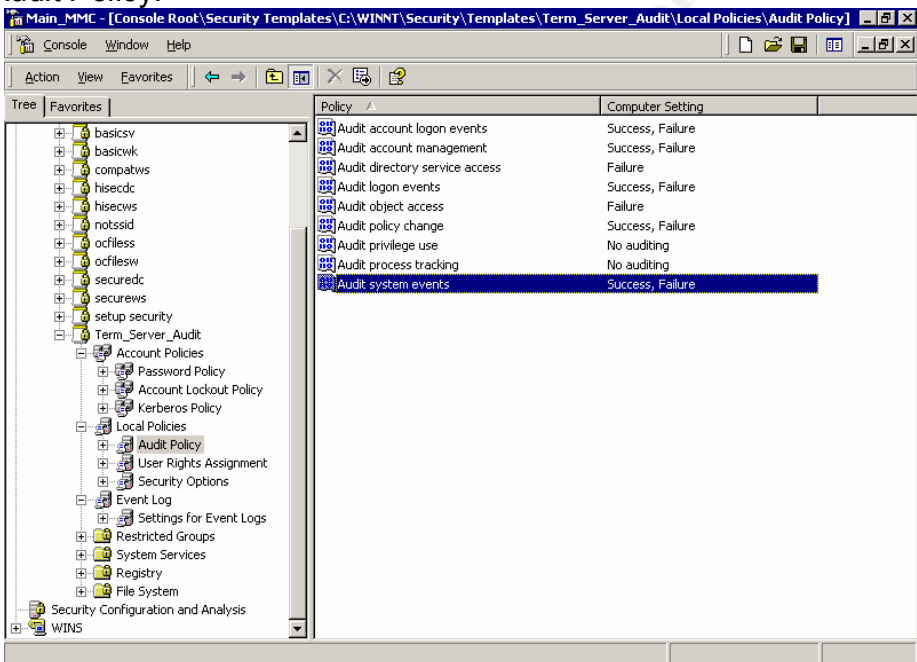 Audit Policy.
Main_MMC - [Console Root\Security Templates\C:\WINNT\Security\Templates\Term_Server_Audit\Local Policies\Audit Policy]
Console Window Help
Action View Favorites
Tree Favorites
basicsv
basicwk
compatws
hisecdc
hisecws
notssid
ocfiless
ocfilesw
securedc
securews
setup security
Term_Server_Audit
Account Policies
Password Policy
Account Lockout Policy
Kerberos Policy
Local Policies
Audit Policy
User Rights Assignment
Security Options
Event Log
Settings for Event Logs
Restricted Groups
System Services
Registry
File System
Security Configuration and Analysis
WINS
Policy Computer Setting
Audit account logon events Success, Failure
Audit account management Success, Failure
Audit directory service access Failure
Audit logon events Success, Failure
Audit object access Failure
Audit policy change Success, Failure
Audit privilege use No auditing
Audit process tracking No auditing
Audit system events Success, Failure